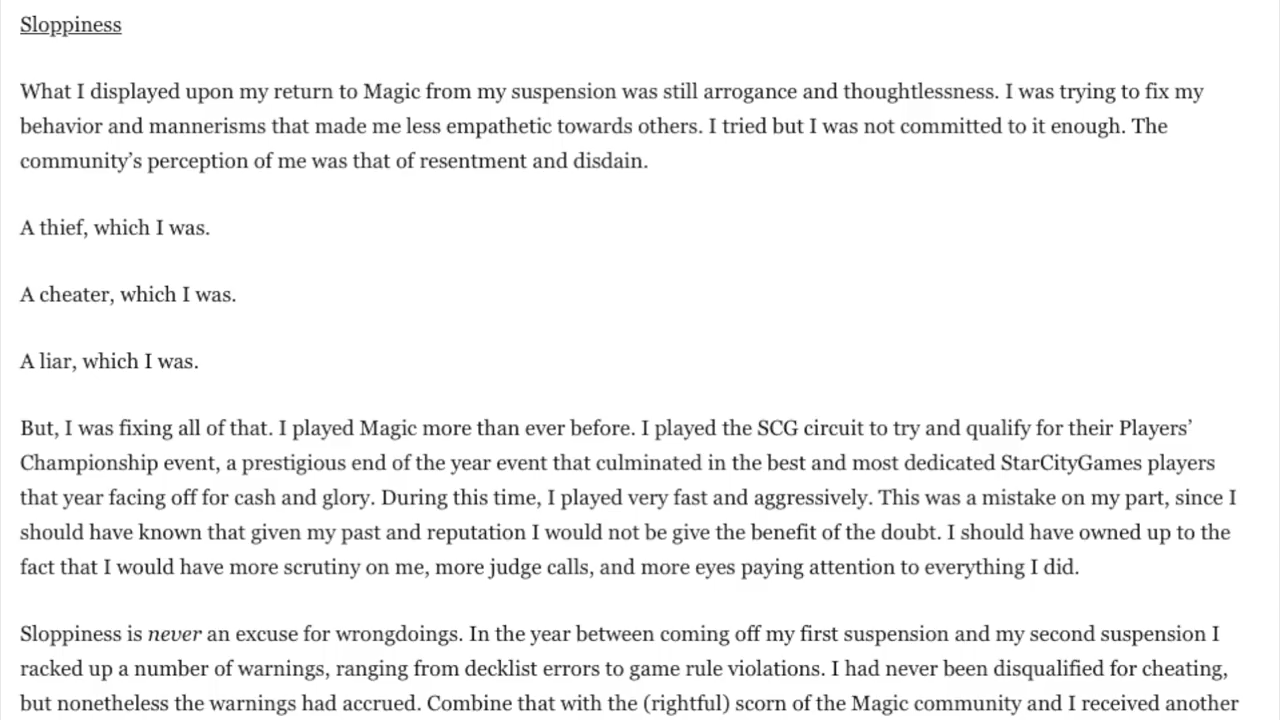 Sloppiness
What I displayed upon my return to Magic from my suspension was still arrogance and thoughtlessness. I was trying to fix my
behavior and mannerisms that made me less empathetic towards others. I tried but I was not committed to it enough. The
community’s perception of me was that of resentment and disdain.
A thief, which I was.
A cheater, which I was.
A liar, which I was.
But, I was fixing all of that. I played Magic more than ever before. I played the SCG circuit to try and qualify for their Players’
Championship event, a prestigious end of the year event that culminated in the best and most dedicated StarCityGames players
that year facing off for cash and glory. During this time, I played very fast and aggressively. This was a mistake on my part, since I
should have known that given my past and reputation I would not be give the benefit of the doubt. I should have owned up to the
fact that I would have more scrutiny on me, more judge calls, and more eyes paying attention to everything I did.
Sloppiness is never an excuse for wrongdoings. In the year between coming off my first suspension and my second suspension I
racked up a number of warnings, ranging from decklist errors to game rule violations. I had never been disqualified for cheating,
but nonetheless the warnings had accrued. Combine that with the (rightful) scorn of the Magic community and I received another